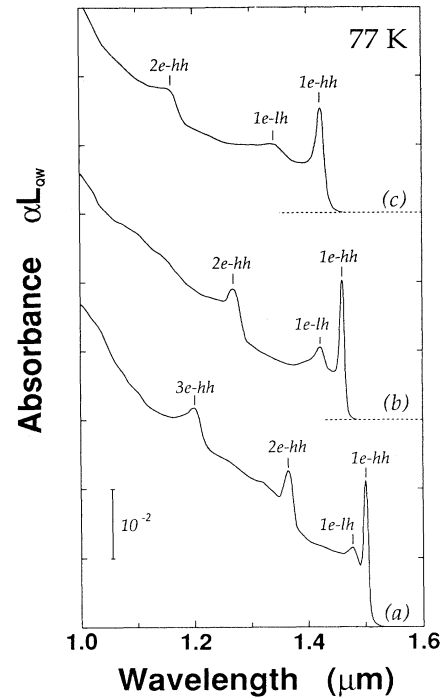 77 K
2e-hh
1e-hh
1e-lh
(c)
2e-hh
1e-hh
1e-lh
(b)
3e-hh
2e-hh
1e-hh
1e-lh
10⁻²
(a)
Absorbance αL_QW
1.0 1.2 1.4 1.6
Wavelength (μm)